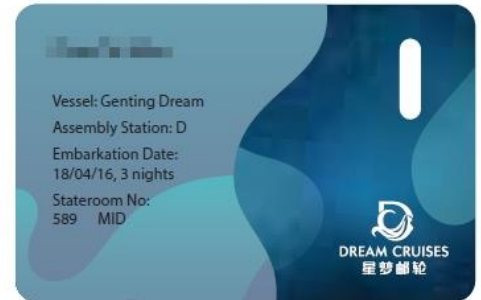 Vessel: Genting Dream
Assembly Station: D
Embarkation Date:
18/04/16, 3 nights
Stateroom No:
589 MID
DREAM CRUISES
星梦邮轮